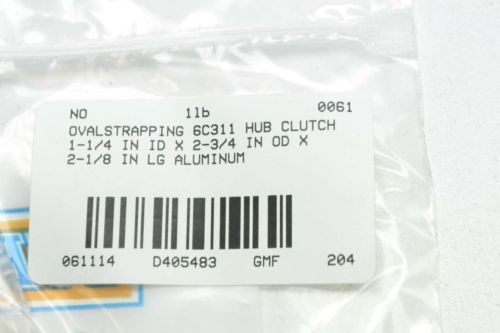 NO 1lb 0061
OVALSTRAPPING 6C311 HUB CLUTCH
1-1/4 IN ID X 2-3/4 IN OD X
2-1/8 IN LG ALUMINUM
061114 D405483 GMF 204